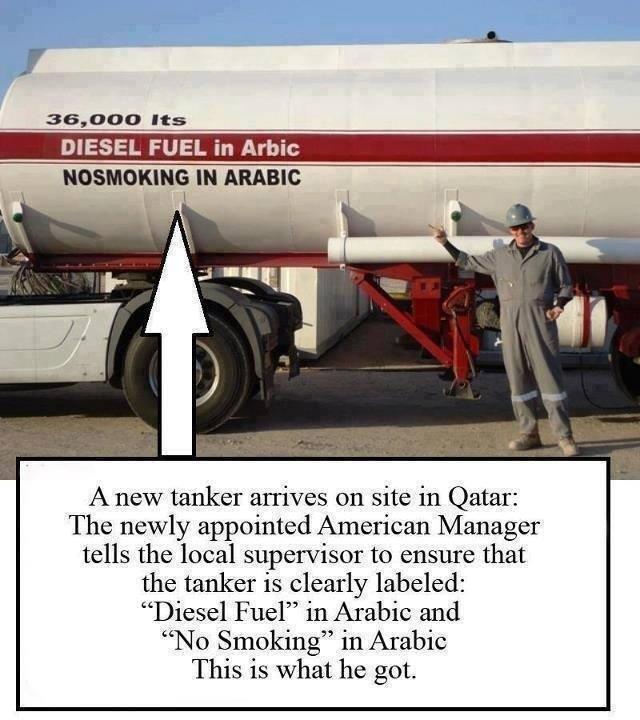 36,000 lts
DIESEL FUEL in Arbic
NOSMOKING IN ARABIC
A new tanker arrives on site in Qatar:
The newly appointed American Manager
tells the local supervisor to ensure that
the tanker is clearly labeled:
“Diesel Fuel” in Arabic and
“No Smoking” in Arabic
This is what he got.